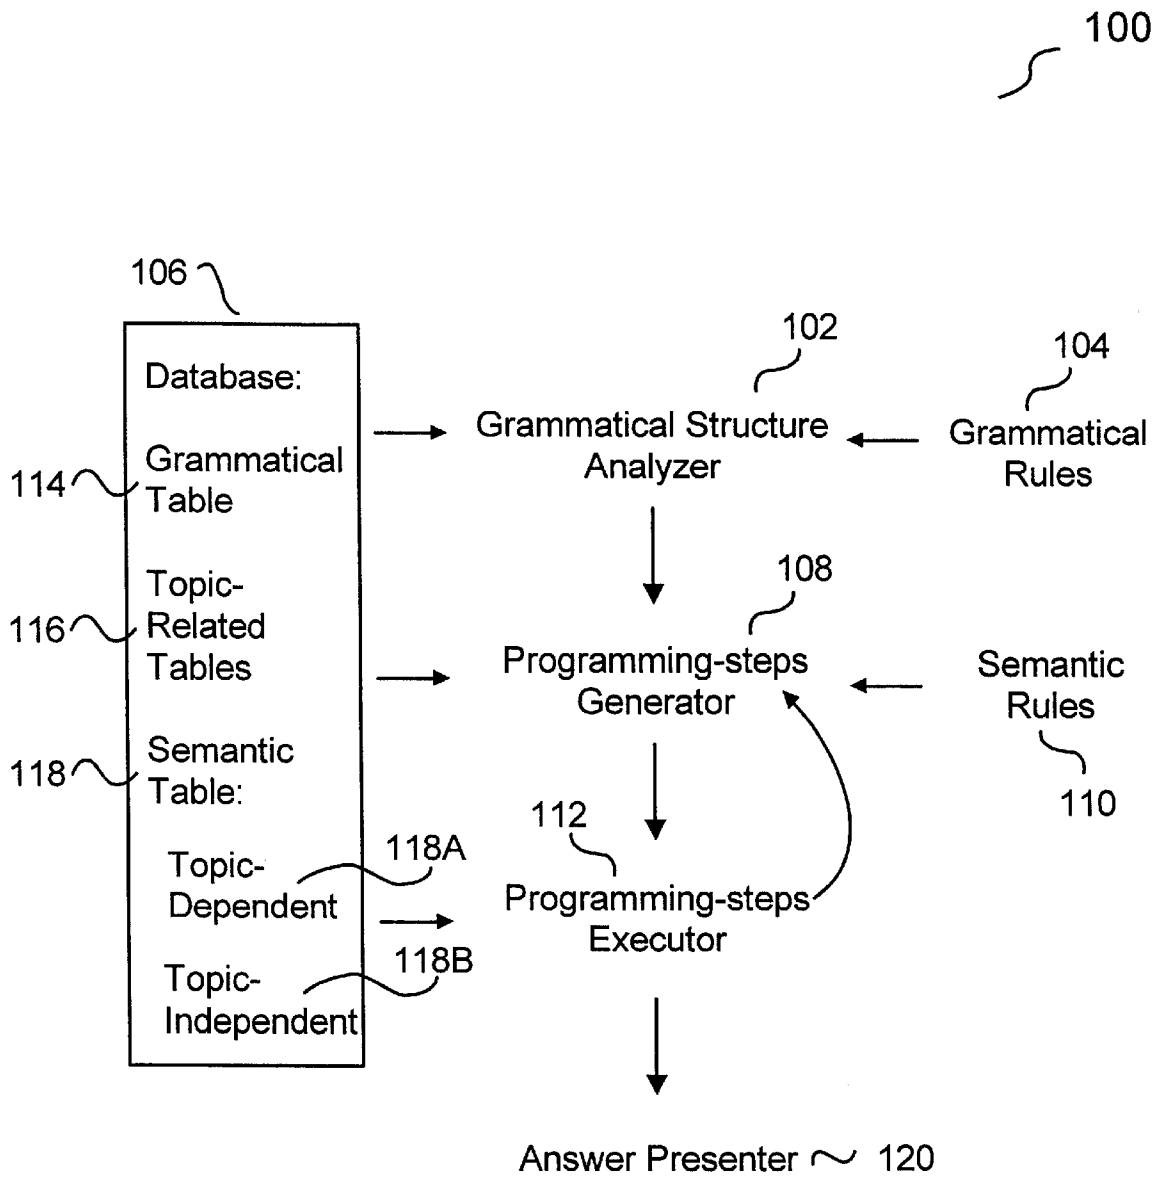 100
106
Database:
Grammatical
Table
114
Topic-
Related
Tables
116
Semantic
Table:
118
Topic-
Dependent
118A
Topic-
Independent
118B
102
Grammatical Structure
Analyzer
104
Grammatical
Rules
108
Programming-steps
Generator
Semantic
Rules
110
112
Programming-steps
Executor
Answer Presenter 120